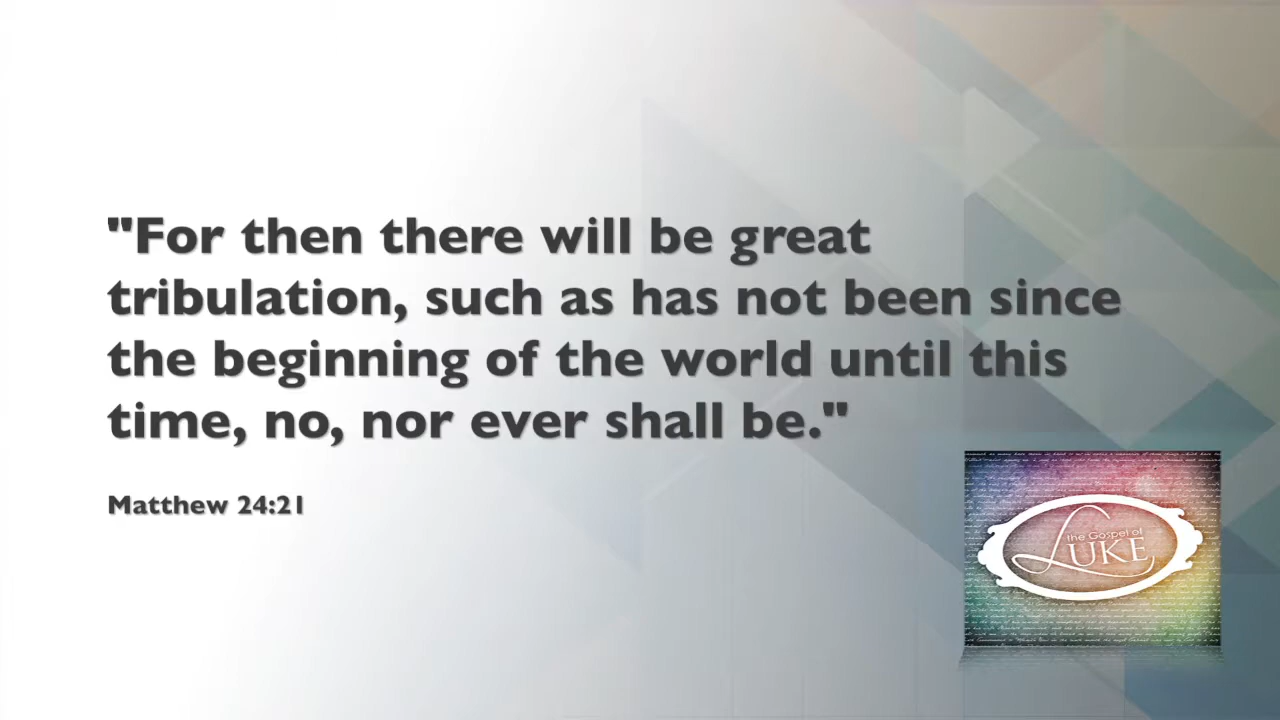 "For then there will be great
tribulation, such as has not been since
the beginning of the world until this
time, no, nor ever shall be."
Matthew 24:21
the Gospel of
LUKE